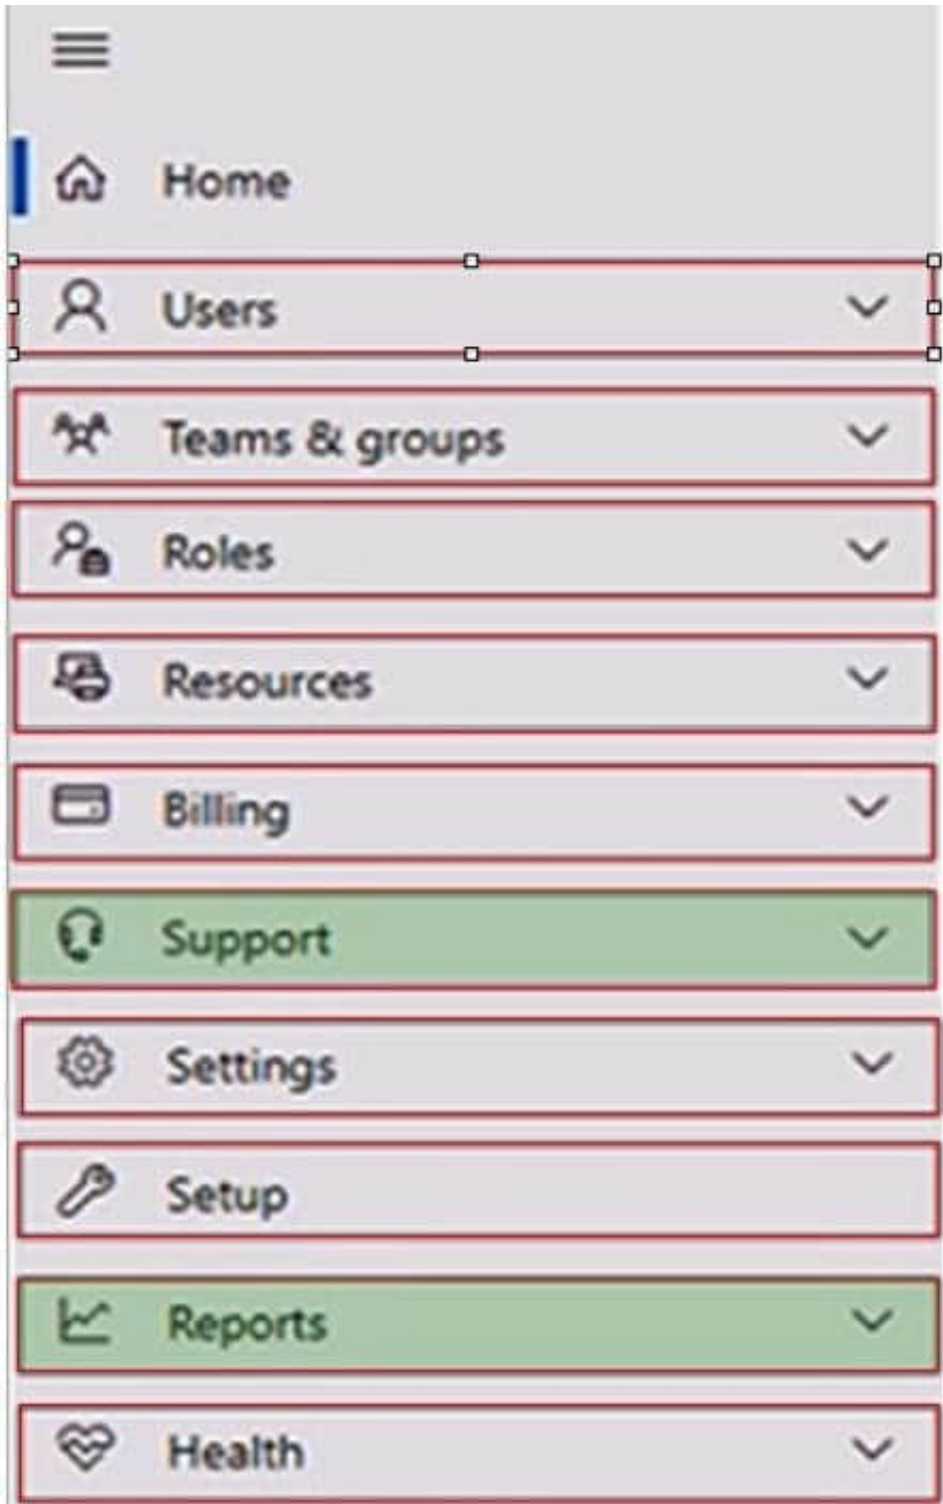 Home
Users
Teams & groups
Roles
Resources
Billing
Support
Settings
Setup
Reports
Health